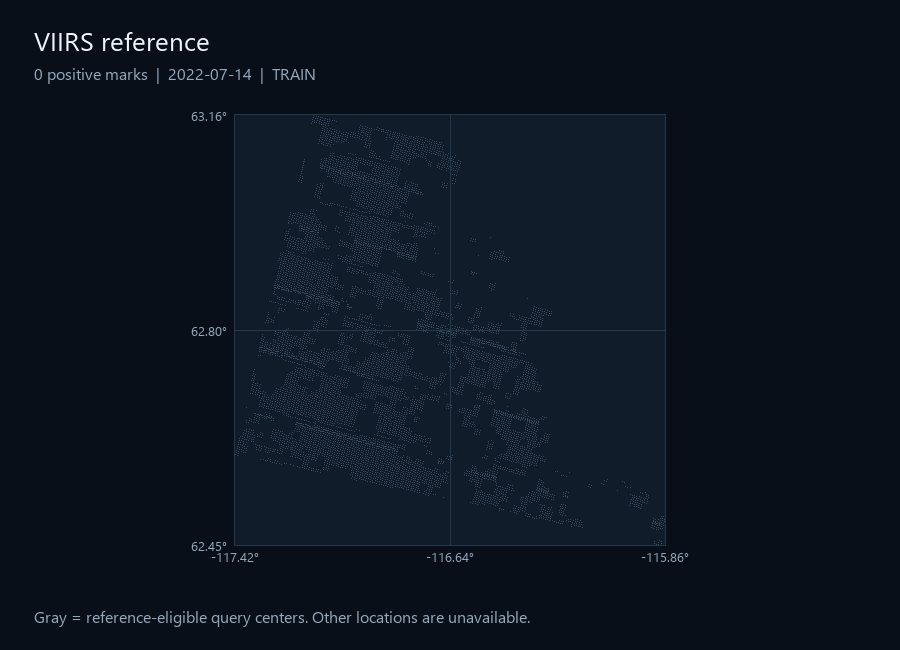 VIIRS reference
0 positive marks | 2022-07-14 | TRAIN
63.16°
62.80°
62.45°
-117.42°
-116.64°
-115.86°
Gray = reference-eligible query centers. Other locations are unavailable.